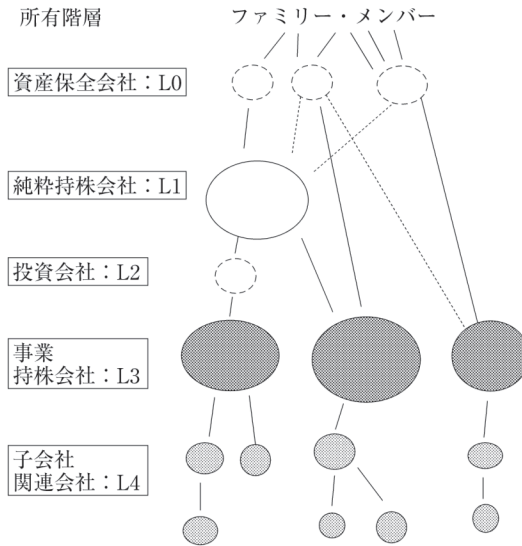 所有階層
ファミリー・メンバー
資産保全会社：L0
純粋持株会社：L1
投資会社：L2
事業
持株会社：L3
子会社
関連会社：L4